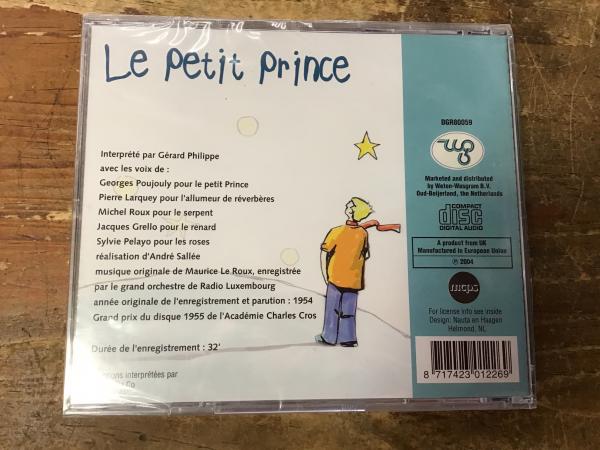 Le Petit Prince
Interprété par Gérard Philippe
avec les voix de :
Georges Poujouly pour le petit Prince
Pierre Larquey pour l'allumeur de réverbères
Michel Roux pour le serpent
Jacques Grello pour le renard
Sylvie Pelayo pour les roses
réalisation d'André Sallée
musique originale de Maurice Le Roux, enregistrée
par le grand orchestre de Radio Luxembourg
année originale de l'enregistrement et parution : 1954
Grand prix du disque 1955 de l'Académie Charles Cros
Durée de l'enregistrement : 32'
interprétées par
Co
DGR80059
Marketed and distributed
by Weton-Wesgram B.V.
Oud-Beijerland, the Netherlands
COMPACT
disc
DIGITAL AUDIO
A product from UK
Manufactured in European Union
℗ 2004
mcps
For license info see inside
Design: Nauta en Haagen
Helmond, NL
8 717423 012269